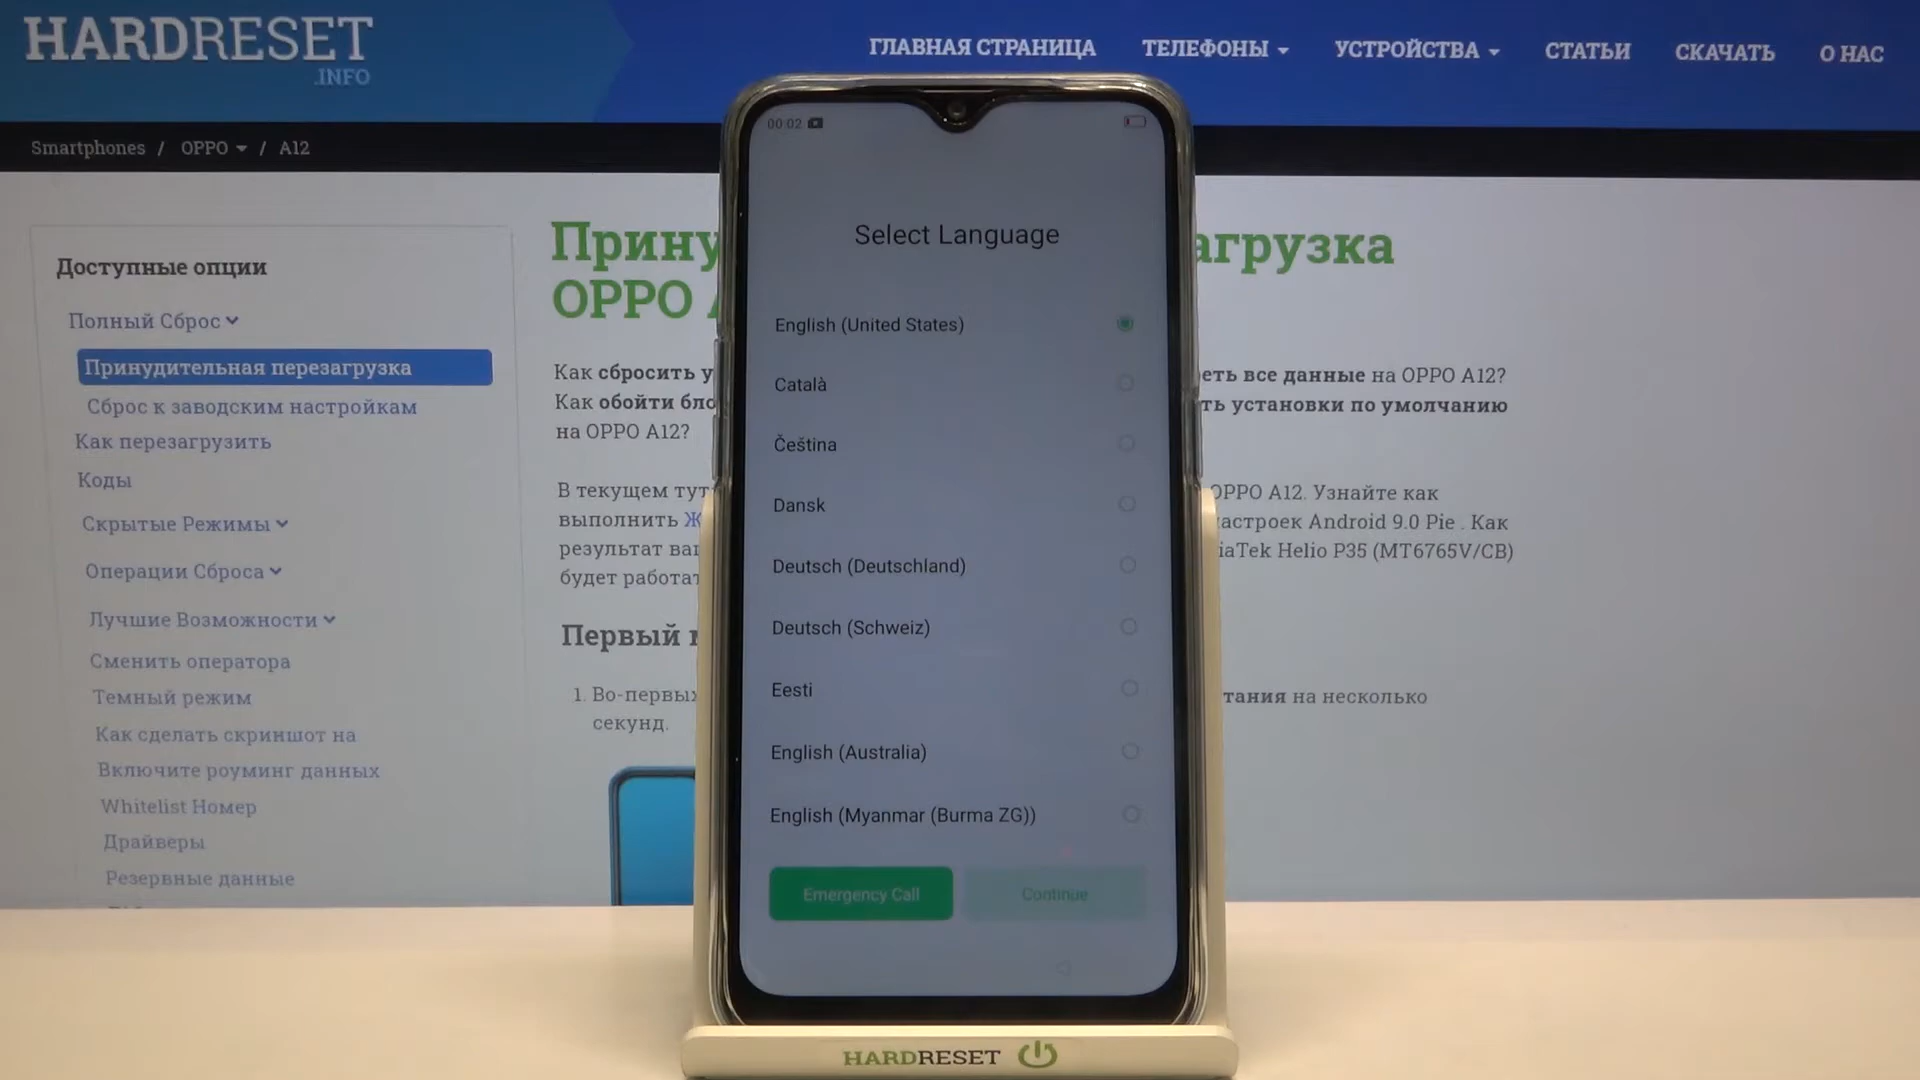 HARDRESET
.INFO
ГЛАВНАЯ СТРАНИЦА ТЕЛЕФОНЫ УСТРОЙСТВА СТАТЬИ СКАЧАТЬ О НАС
Smartphones / OPPO / A12
Доступные опции
Полный Сброс
Принудительная перезагрузка
Сброс к заводским настройкам
Как перезагрузить
Коды
Скрытые Режимы
Операции Сброса
Лучшие Возможности
Сменить оператора
Темный режим
Как сделать скриншот на
Включите роуминг данных
Whitelist Номер
Драйверы
Резервные данные
Прину агрузка
OPPO
Как сбросить у еть все данные на OPPO A12?
Как обойти бло ть установки по умолчанию
на OPPO A12?
В текущем тут OPPO A12. Узнайте как
выполнить Ж астроек Android 9.0 Pie . Как
результат ваш iaTek Helio P35 (MT6765V/CB)
будет работат
Первый
1. Во-первых тания на несколько
секунд.
00:02
Select Language
English (United States)
Català
Čeština
Dansk
Deutsch (Deutschland)
Deutsch (Schweiz)
Eesti
English (Australia)
English (Myanmar (Burma ZG))
Emergency Call Continue
HARDRESET